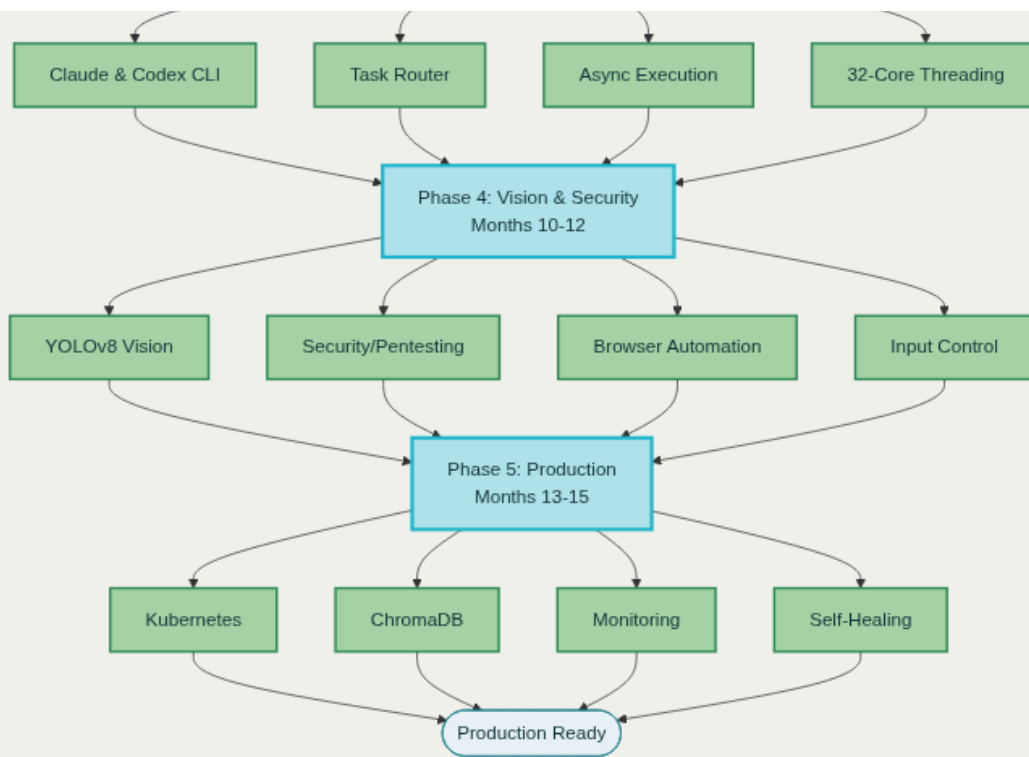 Claude & Codex CLI
Task Router
Async Execution
32-Core Threading
Phase 4: Vision & Security
Months 10-12
YOLOv8 Vision
Security/Pentesting
Browser Automation
Input Control
Phase 5: Production
Months 13-15
Kubernetes
ChromaDB
Monitoring
Self-Healing
Production Ready